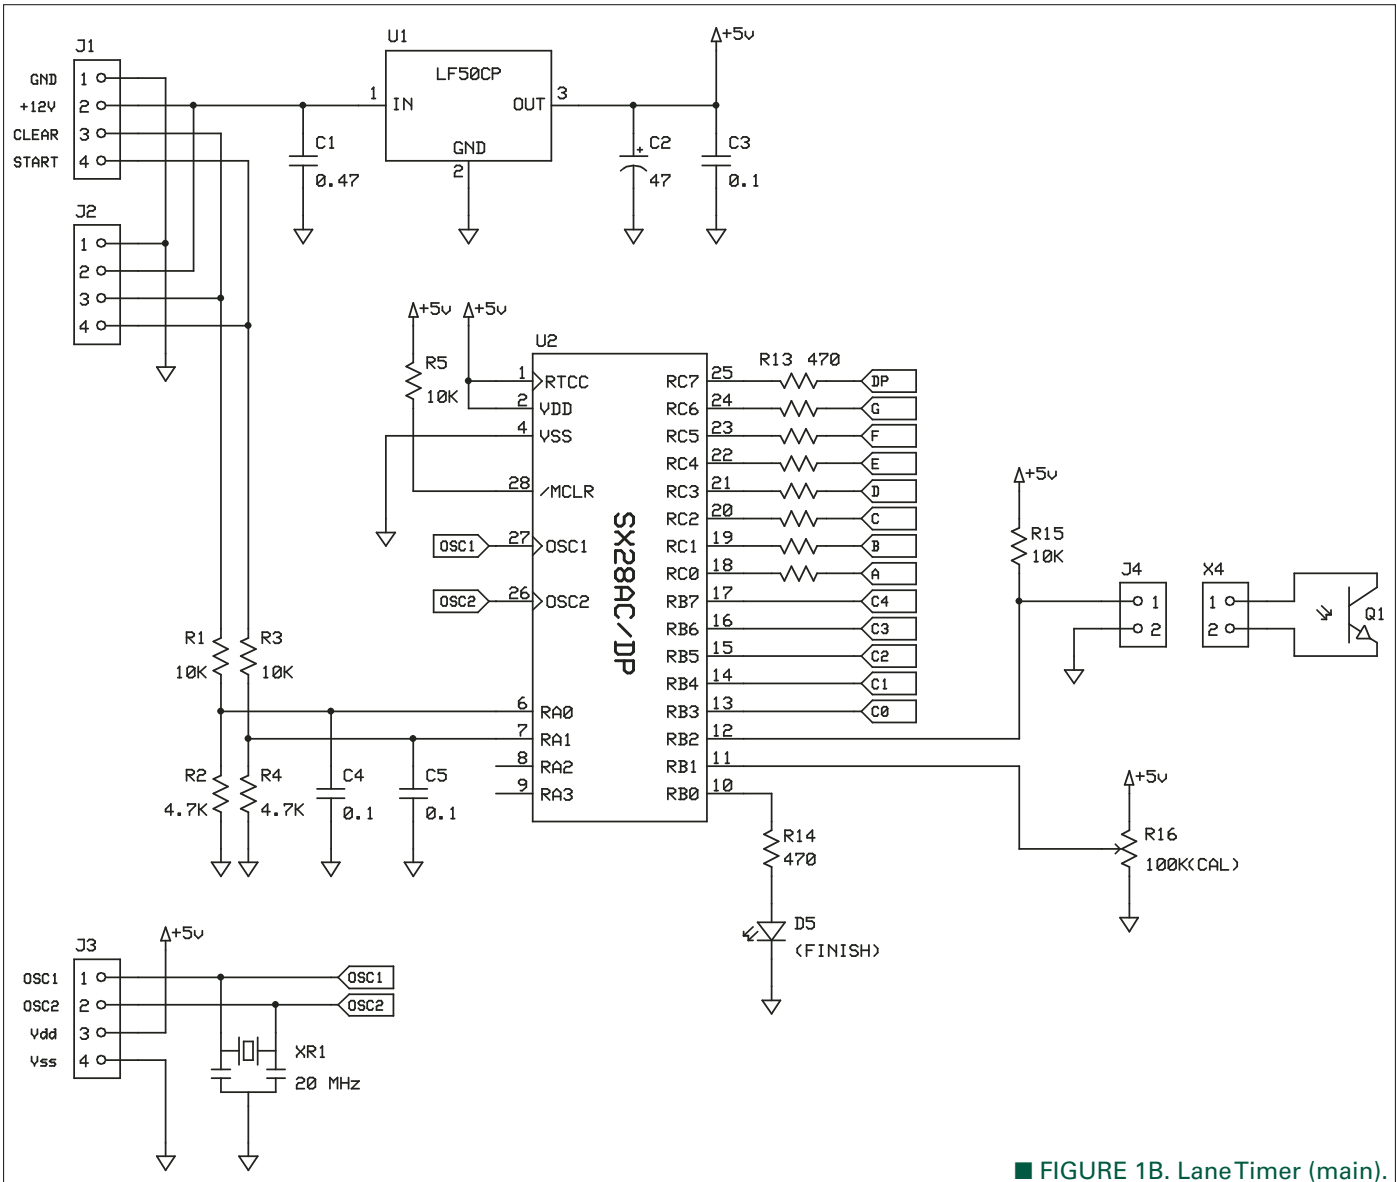 J1
GND 1
+12V 2
CLEAR 3
START 4
J2
1
2
3
4
U1
LF50CP
1 IN
OUT 3
GND
2
C1
0.47
+5v
+ C2
47
C3
0.1
+5v
+5v
R5
10K
U2
SX28AC/DP
1 RTCC
2 VDD
4 VSS
28 /MCLR
OSC1 27 OSC1
OSC2 26 OSC2
6 RA0
7 RA1
8 RA2
9 RA3
R13 470
RC7 25 DP
RC6 24 G
RC5 23 F
RC4 22 E
RC3 21 D
RC2 20 C
RC1 19 B
RC0 18 A
RB7 17 C4
RB6 16 C3
RB5 15 C2
RB4 14 C1
RB3 13 C0
RB2 12
RB1 11
RB0 10
+5v
R15
10K
J4
1
2
X4
1
2
Q1
R1
10K
R3
10K
R2
4.7K
R4
4.7K
C4
0.1
C5
0.1
R14
470
D5
(FINISH)
+5v
R16
100K(CAL)
J3
OSC1 1
OSC2 2
Vdd 3
Vss 4
+5v
OSC1
OSC2
XR1
20 MHz
■ FIGURE 1B. Lane Timer (main).